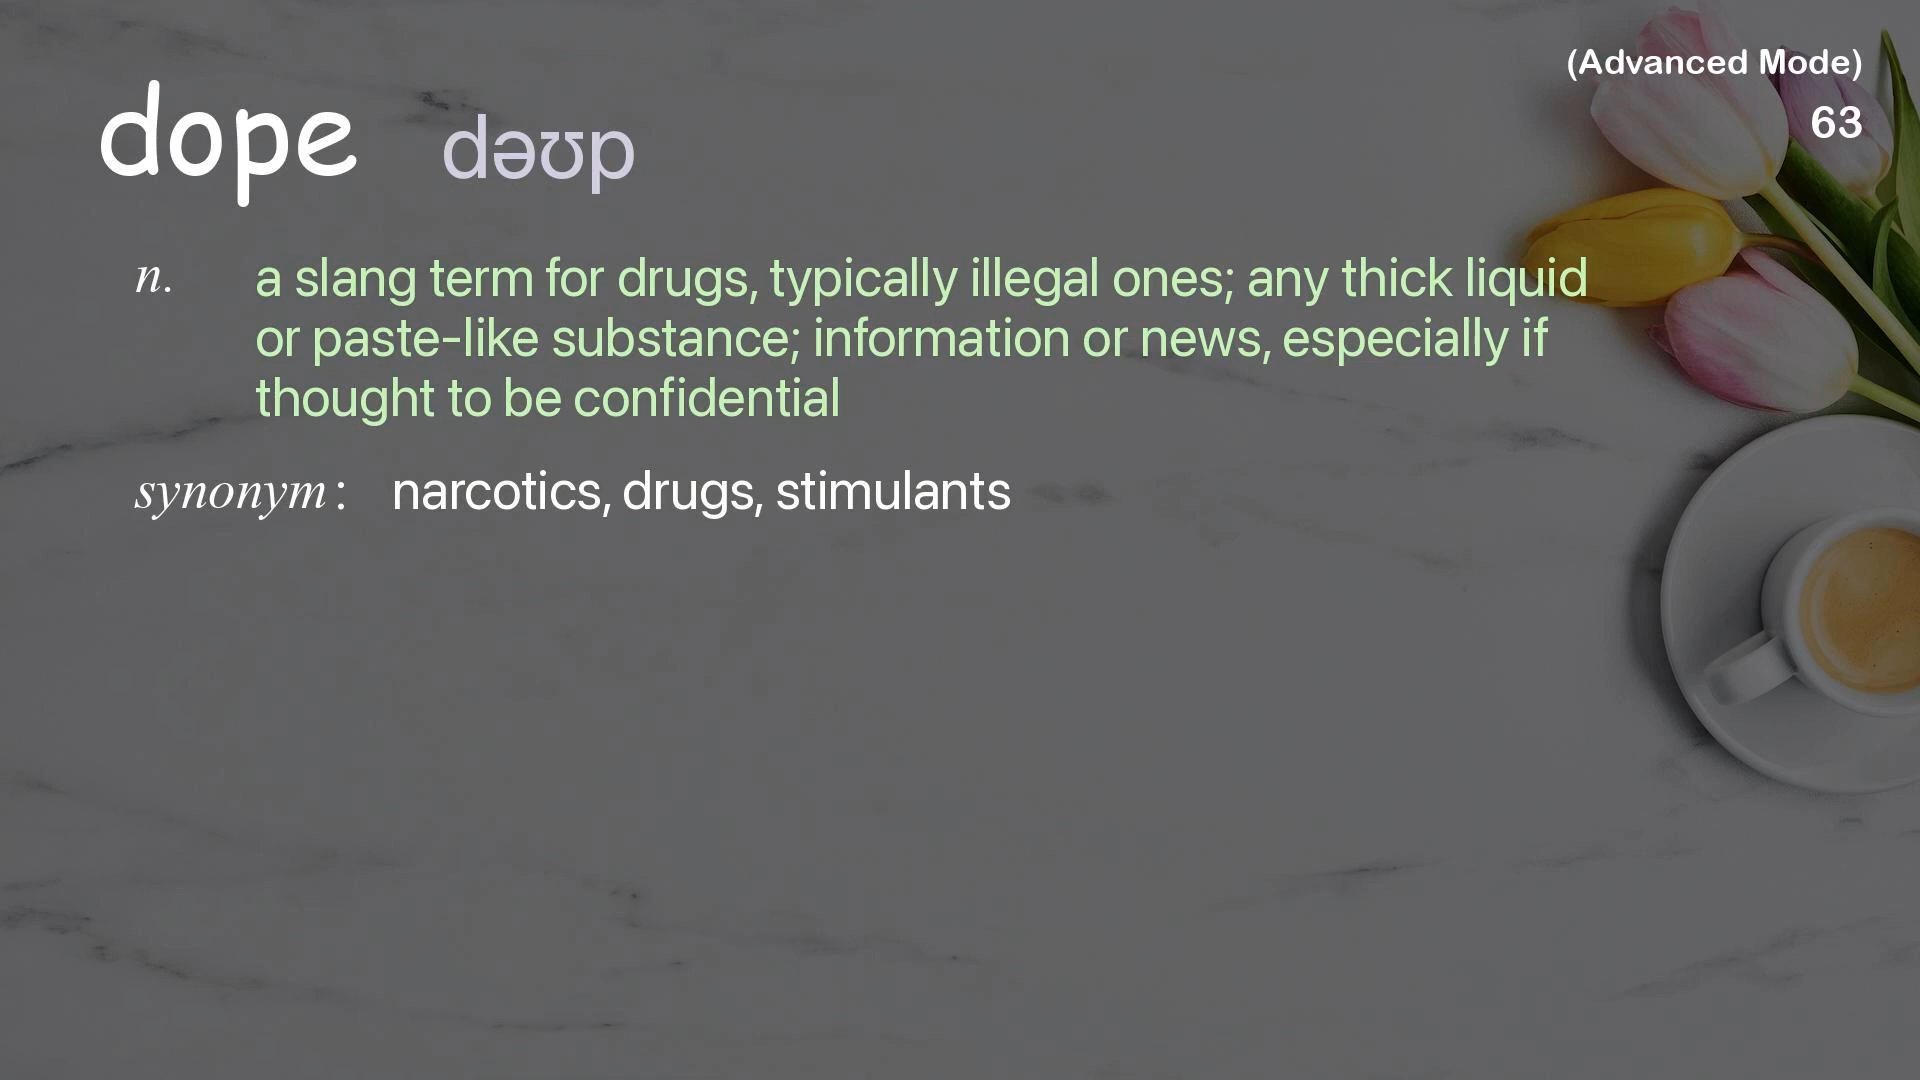 (Advanced Mode)
63
dope dəʊp
n. a slang term for drugs, typically illegal ones; any thick liquid
or paste-like substance; information or news, especially if
thought to be confidential
synonym: narcotics, drugs, stimulants